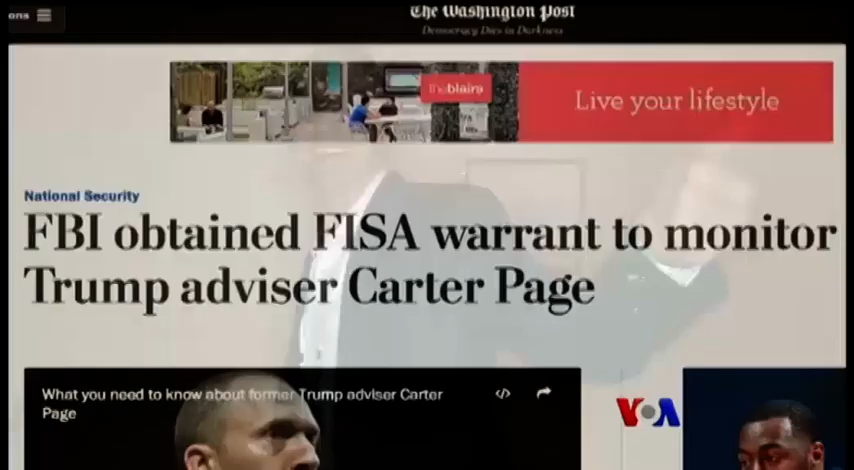 ons
The Washington Post
Democracy Dies in Darkness
theblairs
Live your lifestyle
National Security
FBI obtained FISA warrant to monitor
Trump adviser Carter Page
What you need to know about former Trump adviser Carter
Page
VOA